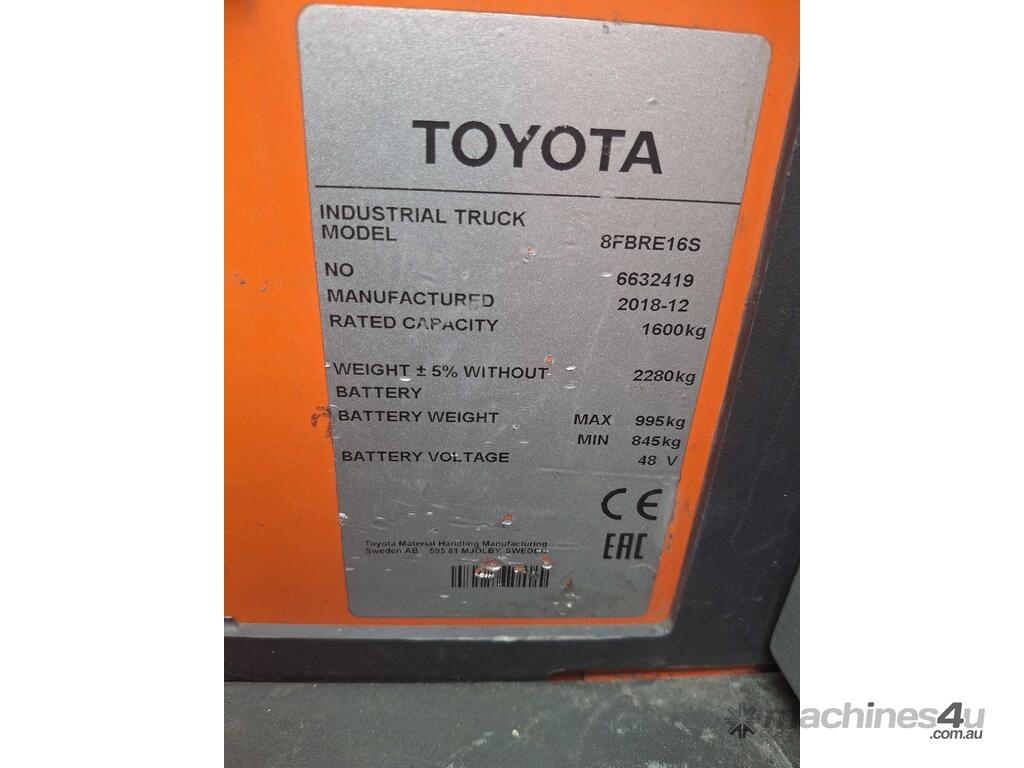 TOYOTA
INDUSTRIAL TRUCK
MODEL 8FBRE16S
NO 6632419
MANUFACTURED 2018-12
RATED CAPACITY 1600kg
WEIGHT ± 5% WITHOUT 2280kg
BATTERY
BATTERY WEIGHT MAX 995kg
MIN 845kg
BATTERY VOLTAGE 48 V
CE
EAC
Toyota Material Handling Manufacturing
Sweden AB 595 81 MJÖLBY, SWEDEN
machines4u
.com.au